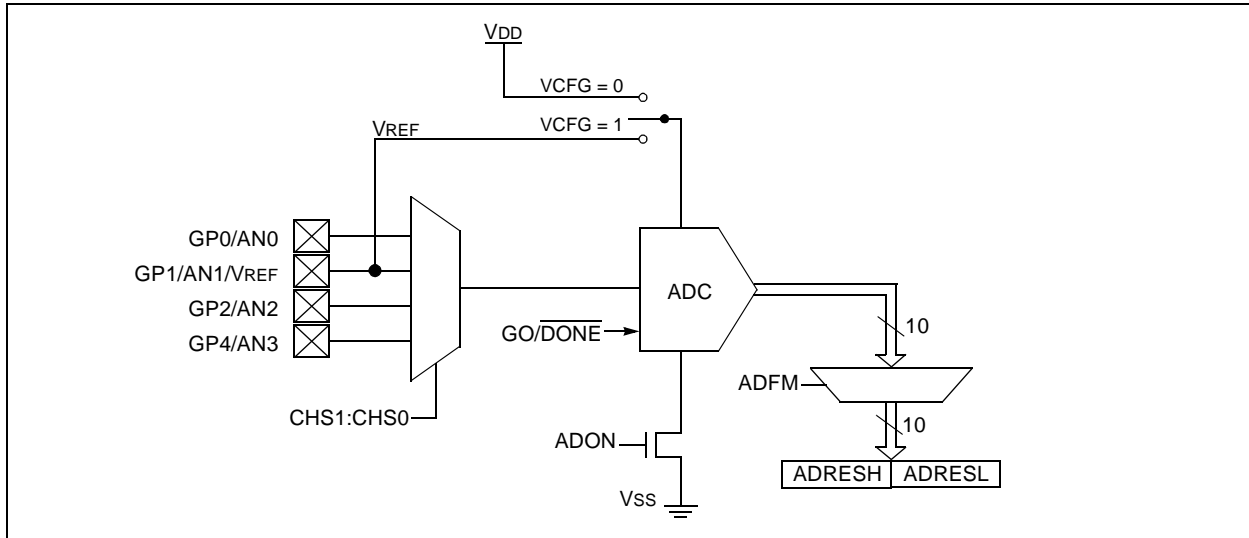 VDD
VCFG = 0
VCFG = 1
VREF
GP0/AN0
GP1/AN1/VREF
GP2/AN2
GP4/AN3
ADC
GO/DONE
10
ADFM
CHS1:CHS0
10
ADON
ADRESH ADRESL
VSS